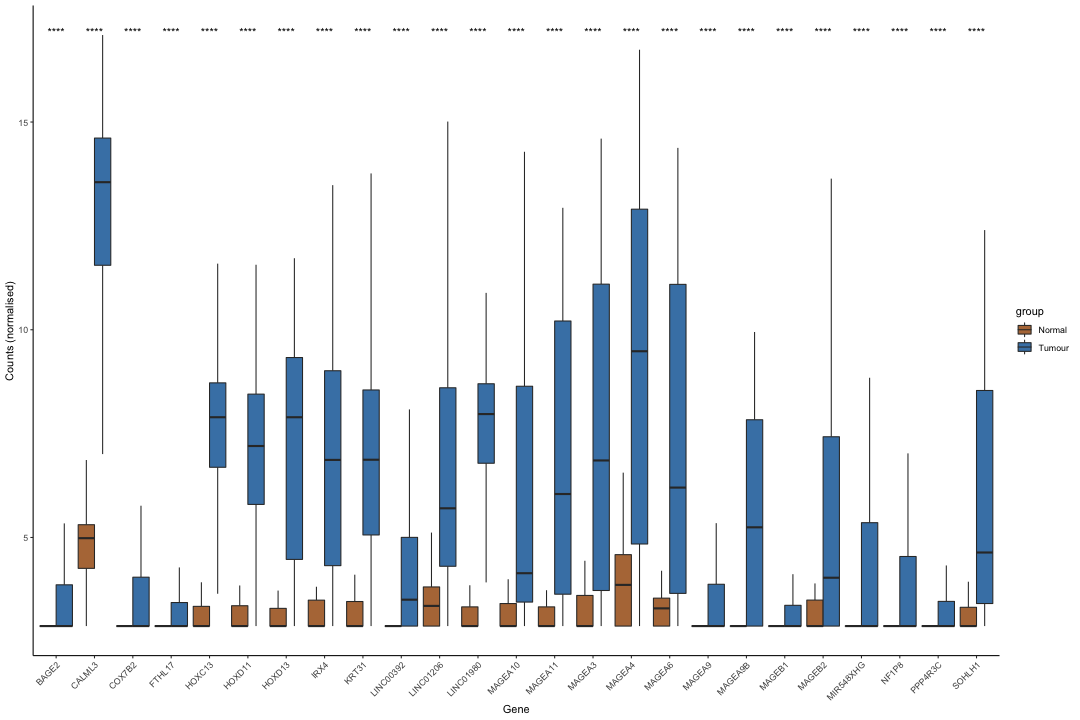 **** **** **** **** **** **** **** **** **** **** **** **** **** **** **** **** **** **** **** **** **** **** **** **** ****
15
10
5
Counts (normalised)
BAGE2 CALML3 COX7B2 FTHL17 HOXC13 HOXD11 HOXD13 IRX4 KRT31 LINC00392 LINC01206 LINC01980 MAGEA10 MAGEA11 MAGEA3 MAGEA4 MAGEA6 MAGEA9 MAGEA9B MAGEB1 MAGEB2 MIR548XHG NF1P8 PPP4R3C SOHLH1
Gene
group
Normal
Tumour